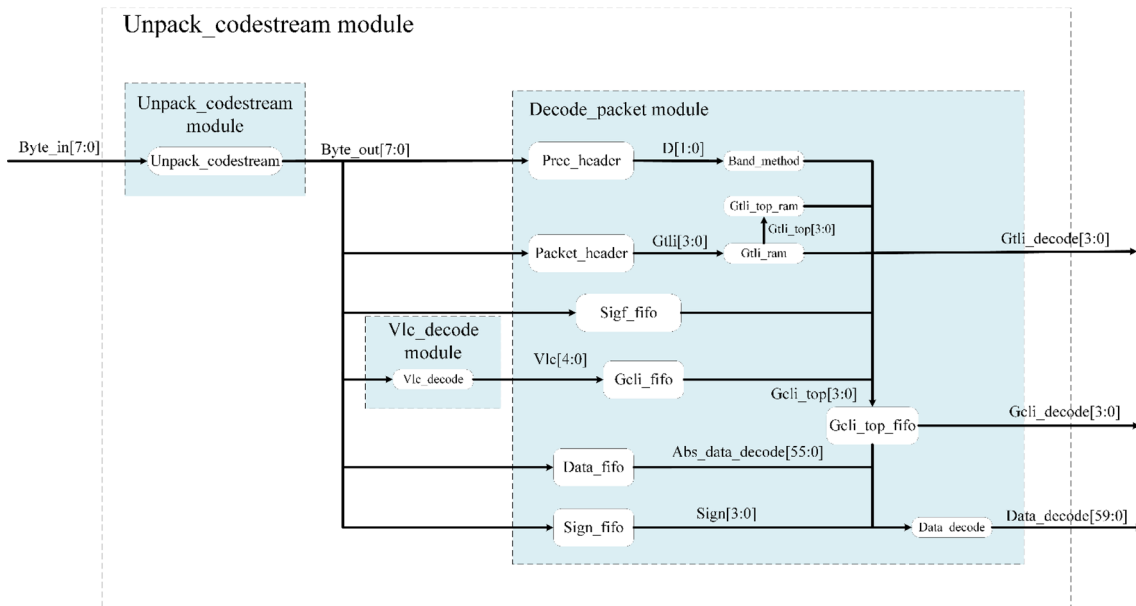 Unpack_codestream module
Unpack_codestream
module
Decode_packet module
Byte_in[7:0]
Unpack_codestream
Byte_out[7:0]
Prec_header
D[1:0]
Band_method
Gtli_top_ram
Gtli_top[3:0]
Packet_header
Gtli[3:0]
Gtli_ram
Gtli_decode[3:0]
Sigf_fifo
Vlc_decode
module
Vlc_decode
Vlc[4:0]
Gcli_fifo
Gcli_top[3:0]
Gcli_top_fifo
Gcli_decode[3:0]
Data_fifo
Abs_data_decode[55:0]
Sign_fifo
Sign[3:0]
Data_decode
Data_decode[59:0]